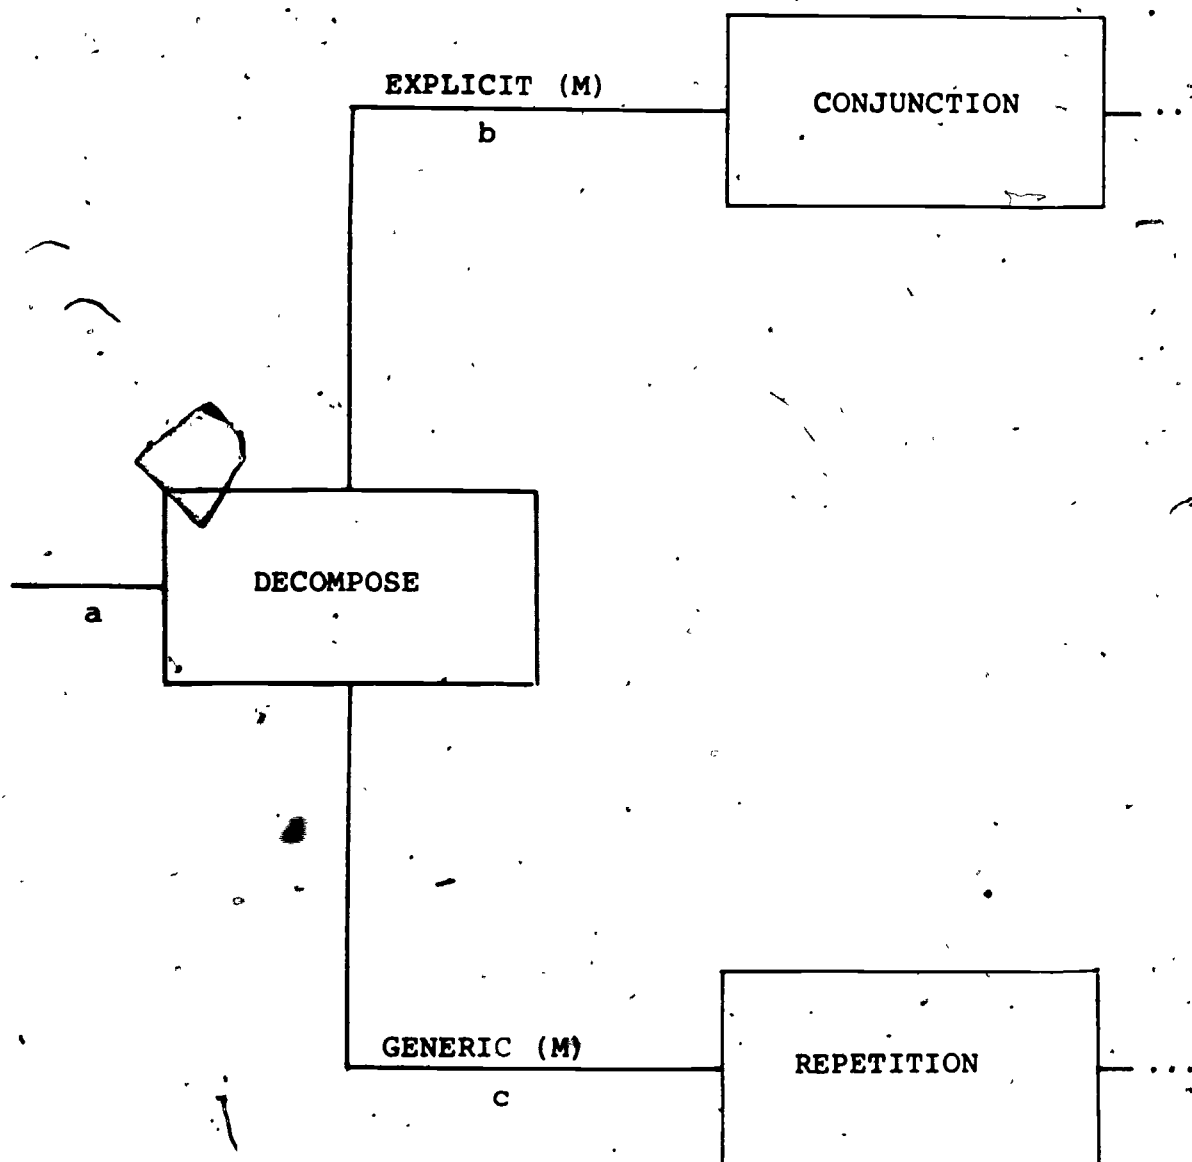 EXPLICIT (M)
b
CONJUNCTION
DECOMPOSE
a
GENERIC (M)
c
REPETITION